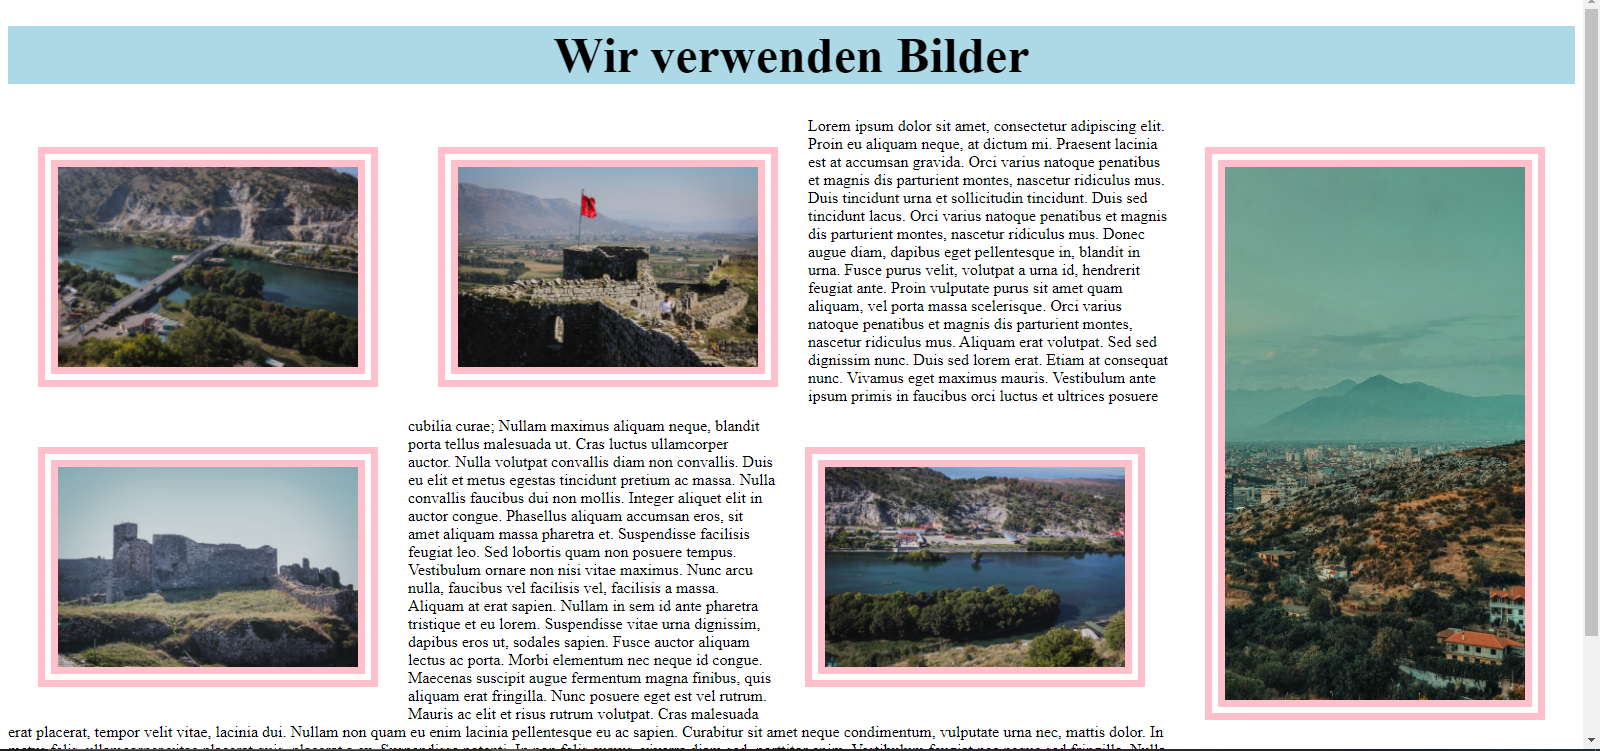 Wir verwenden Bilder
Lorem ipsum dolor sit amet, consectetur adipiscing elit.
Proin eu aliquam neque, at dictum mi. Praesent lacinia
est at accumsan gravida. Orci varius natoque penatibus
et magnis dis parturient montes, nascetur ridiculus mus.
Duis tincidunt urna et sollicitudin tincidunt. Duis sed
tincidunt lacus. Orci varius natoque penatibus et magnis
dis parturient montes, nascetur ridiculus mus. Donec
augue diam, dapibus eget pellentesque in, blandit in
urna. Fusce purus velit, volutpat a urna id, hendrerit
feugiat ante. Proin vulputate purus sit amet quam
aliquam, vel porta massa scelerisque. Orci varius
natoque penatibus et magnis dis parturient montes,
nascetur ridiculus mus. Aliquam erat volutpat. Sed sed
dignissim nunc. Duis sed lorem erat. Etiam at consequat
nunc. Vivamus eget maximus mauris. Vestibulum ante
ipsum primis in faucibus orci luctus et ultrices posuere
cubilia curae; Nullam maximus aliquam neque, blandit
porta tellus malesuada ut. Cras luctus ullamcorper
auctor. Nulla volutpat convallis diam non convallis. Duis
eu elit et metus egestas tincidunt pretium ac massa. Nulla
convallis faucibus dui non mollis. Integer aliquet elit in
auctor congue. Phasellus aliquam accumsan eros, sit
amet aliquam massa pharetra et. Suspendisse facilisis
feugiat leo. Sed lobortis quam non posuere tempus.
Vestibulum ornare non nisi vitae maximus. Nunc arcu
nulla, faucibus vel facilisis vel, facilisis a massa.
Aliquam at erat sapien. Nullam in sem id ante pharetra
tristique et eu lorem. Suspendisse vitae urna dignissim,
dapibus eros ut, sodales sapien. Fusce auctor aliquam
lectus ac porta. Morbi elementum nec neque id congue.
Maecenas suscipit augue fermentum magna finibus, quis
aliquam erat fringilla. Nunc posuere eget est vel rutrum.
Mauris ac elit et risus rutrum volutpat. Cras malesuada
erat placerat, tempor velit vitae, lacinia dui. Nullam non quam eu enim lacinia pellentesque eu ac sapien. Curabitur sit amet neque condimentum, vulputate urna nec, mattis dolor. In